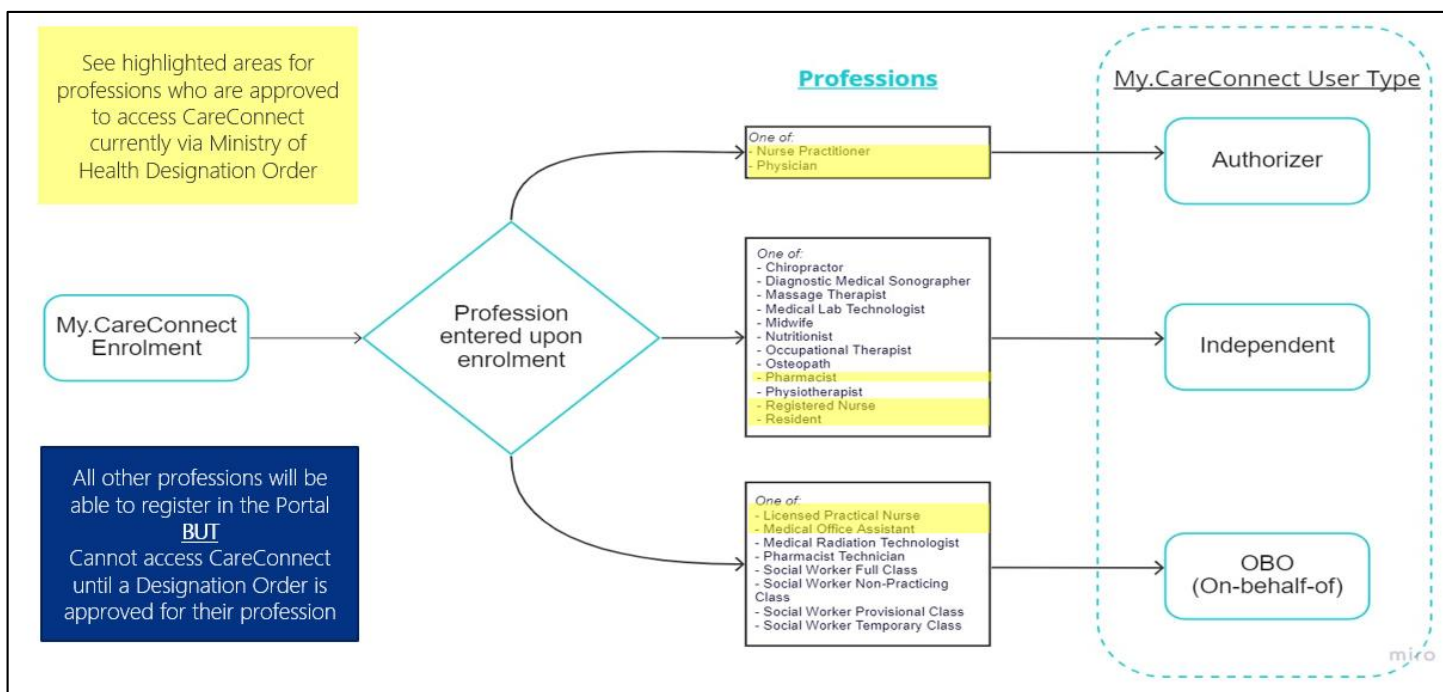 See highlighted areas for
professions who are approved
to access CareConnect
currently via Ministry of
Health Designation Order
My.CareConnect
Enrolment
All other professions will be
able to register in the Portal
BUT
Cannot access CareConnect
until a Designation Order is
approved for their profession
Profession
entered upon
enrolment
Professions
One of:
- Nurse Practitioner
- Physician
One of:
- Chiropractor
- Diagnostic Medical Sonographer
- Massage Therapist
- Medical Lab Technologist
- Midwife
- Nutritionist
- Occupational Therapist
- Osteopath
- Pharmacist
- Physiotherapist
- Registered Nurse
- Resident
One of:
- Licensed Practical Nurse
- Medical Office Assistant
- Medical Radiation Technologist
- Pharmacist Technician
- Social Worker Full Class
- Social Worker Non-Practicing
Class
- Social Worker Provisional Class
- Social Worker Temporary Class
My.CareConnect User Type
Authorizer
Independent
OBO
(On-behalf-of)
miro